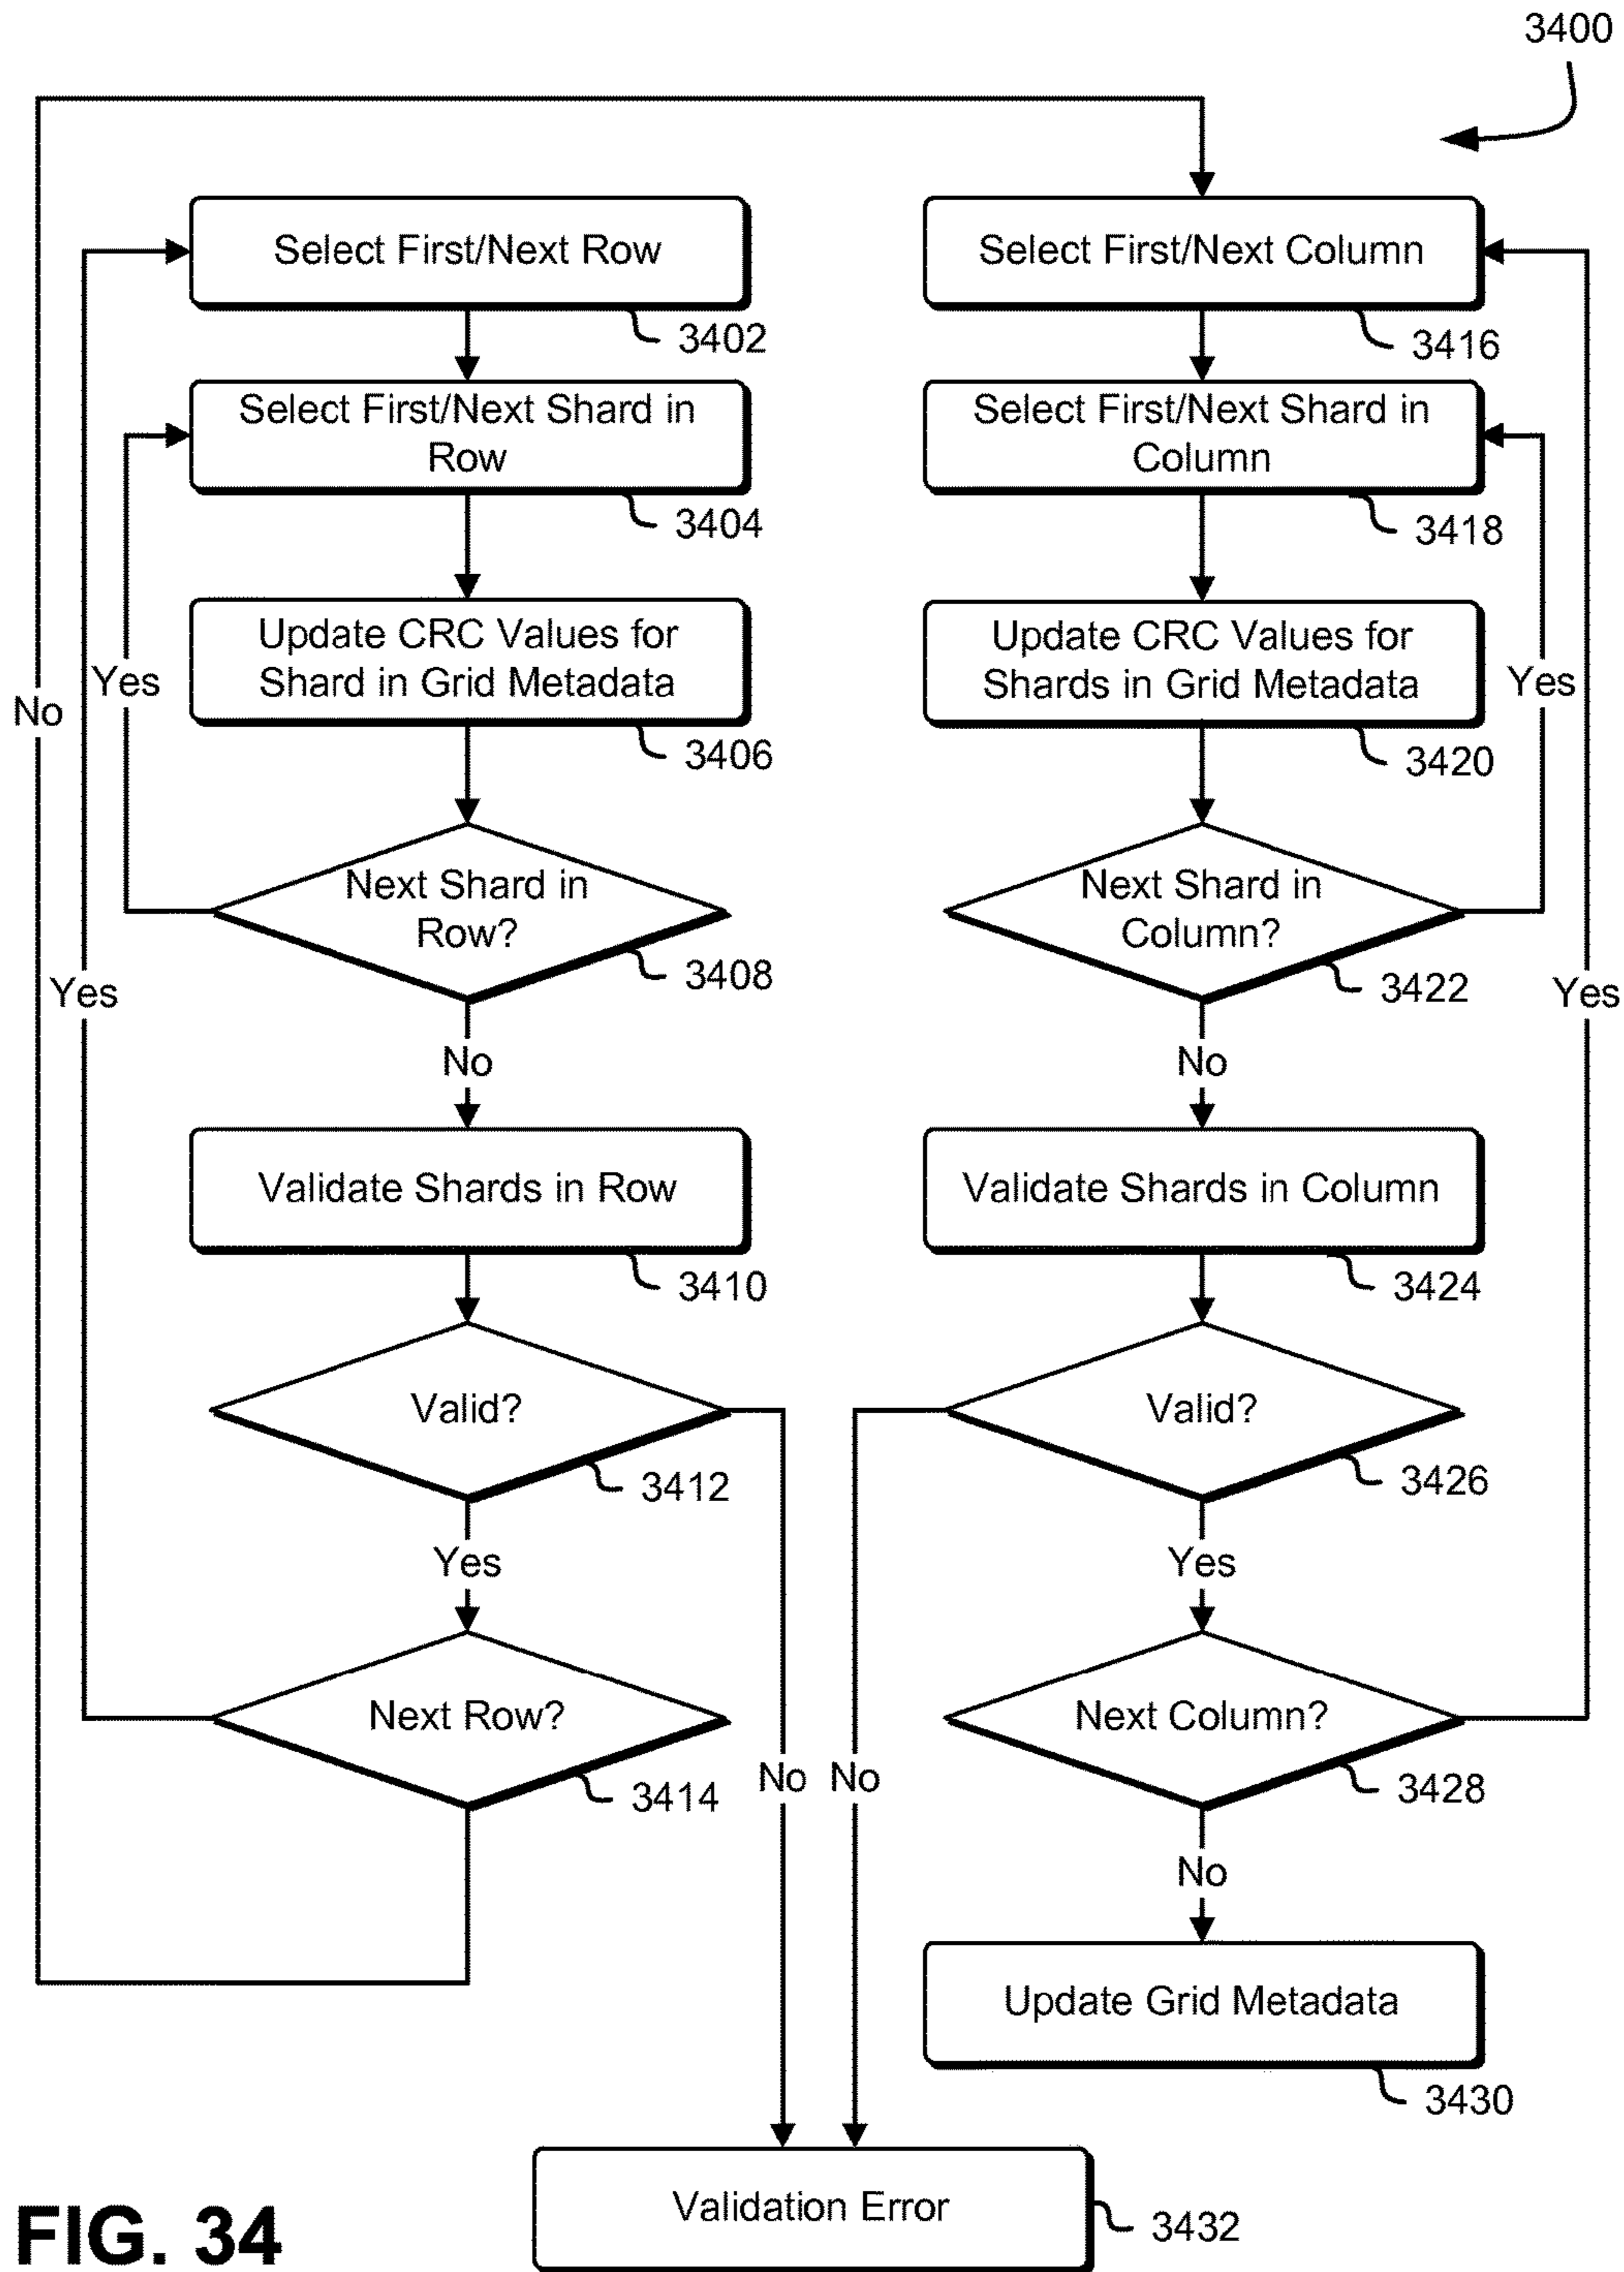 3400
Select First/Next Row
3402
Select First/Next Shard in
Row
3404
Update CRC Values for
Shard in Grid Metadata
3406
Yes
No
Next Shard in
Row?
3408
Yes
No
Validate Shards in Row
3410
Valid?
3412
Yes
Next Row?
3414
No
Select First/Next Column
3416
Select First/Next Shard in
Column
3418
Update CRC Values for
Shards in Grid Metadata
3420
Yes
Next Shard in
Column?
3422
Yes
No
Validate Shards in Column
3424
Valid?
3426
Yes
No
Next Column?
3428
No
Update Grid Metadata
3430
Validation Error
3432
FIG. 34